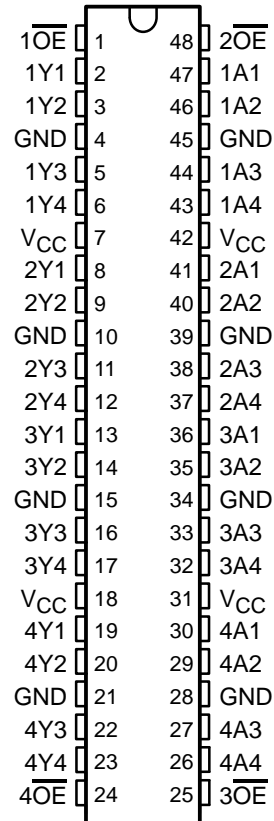 1O̅E̅ 1 48 2O̅E̅
1Y1 2 47 1A1
1Y2 3 46 1A2
GND 4 45 GND
1Y3 5 44 1A3
1Y4 6 43 1A4
VCC 7 42 VCC
2Y1 8 41 2A1
2Y2 9 40 2A2
GND 10 39 GND
2Y3 11 38 2A3
2Y4 12 37 2A4
3Y1 13 36 3A1
3Y2 14 35 3A2
GND 15 34 GND
3Y3 16 33 3A3
3Y4 17 32 3A4
VCC 18 31 VCC
4Y1 19 30 4A1
4Y2 20 29 4A2
GND 21 28 GND
4Y3 22 27 4A3
4Y4 23 26 4A4
4O̅E̅ 24 25 3O̅E̅